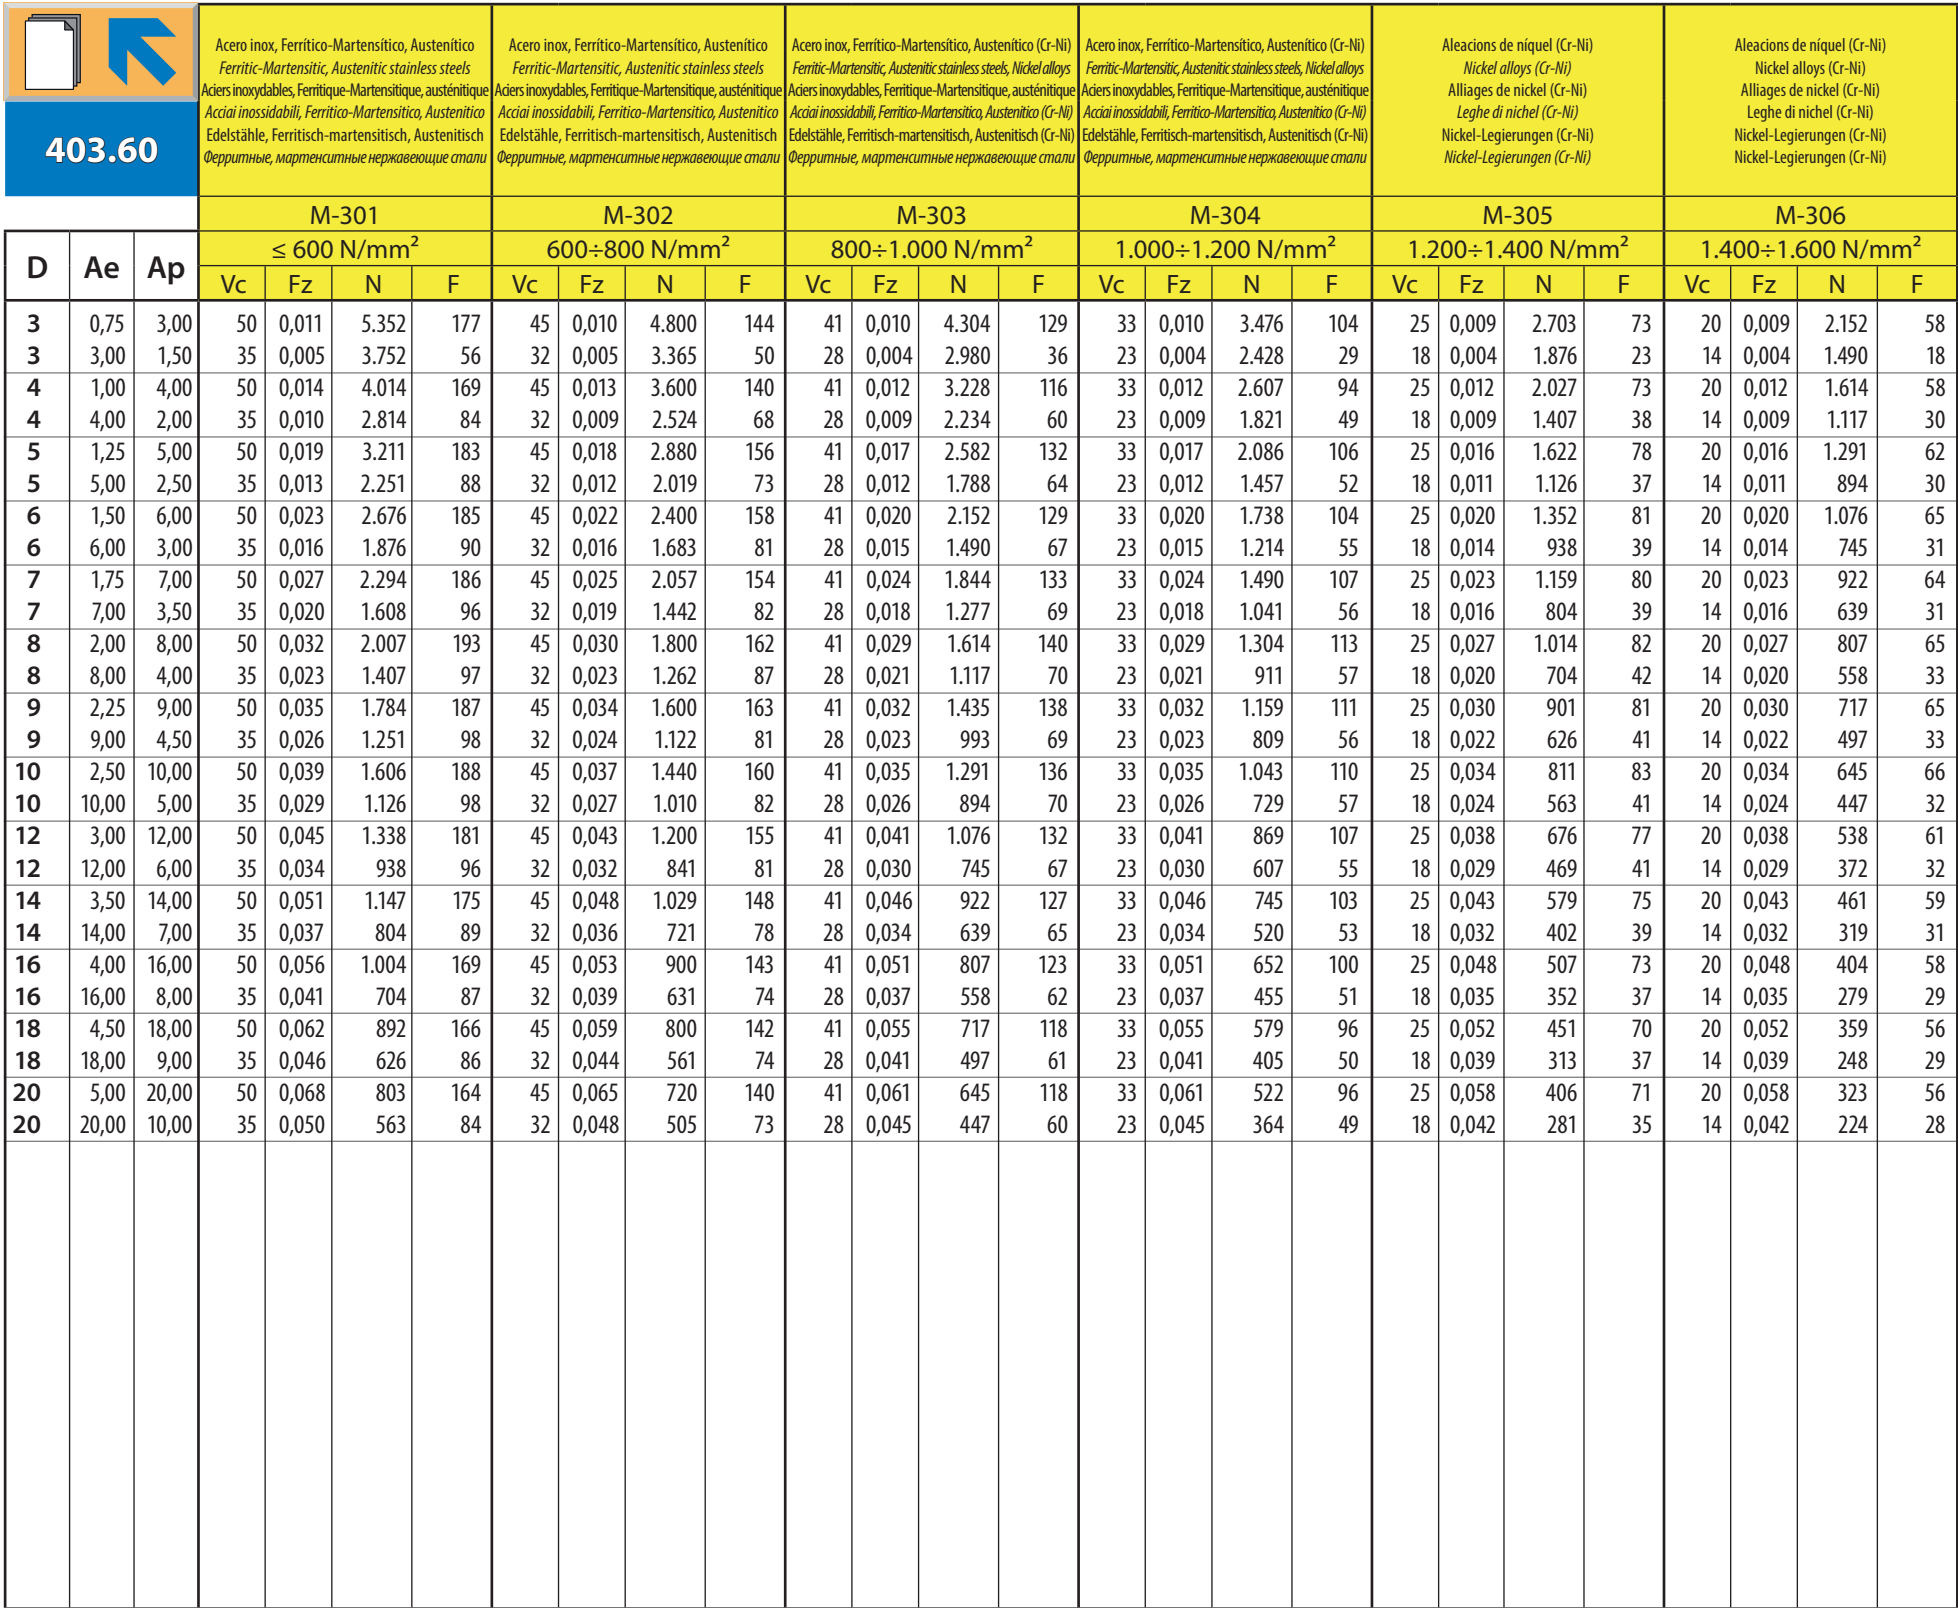 403.60
Acero inox, Ferrítico-Martensítico, Austenítico
Ferritic-Martensitic, Austenitic stainless steels
Aciers inoxydables, Ferritique-Martensitique, austénitique
Acciai inossidabili, Ferrítico-Martensítico, Austenitico
Edelstähle, Ferritisch-martensitisch, Austenitisch
Ферритные, мартенситные нержавеющие стали
Acero inox, Ferrítico-Martensítico, Austenítico
Ferritic-Martensitic, Austenitic stainless steels
Aciers inoxydables, Ferritique-Martensitique, austénitique
Acciai inossidabili, Ferrítico-Martensítico, Austenitico
Edelstähle, Ferritisch-martensitisch, Austenitisch
Ферритные, мартенситные нержавеющие стали
Acero inox, Ferrítico-Martensítico, Austenítico (Cr-Ni)
Ferritic-Martensitic, Austenitic stainless steels, Nickel alloys
Aciers inoxydables, Ferritique-Martensitique, austénitique
Acciai inossidabili, Ferrítico-Martensítico, Austenitico (Cr-Ni)
Edelstähle, Ferritisch-martensitisch, Austenitisch (Cr-Ni)
Ферритные, мартенситные нержавеющие стали
Acero inox, Ferrítico-Martensítico, Austenítico (Cr-Ni)
Ferritic-Martensitic, Austenitic stainless steels, Nickel alloys
Aciers inoxydables, Ferritique-Martensitique, austénitique
Acciai inossidabili, Ferrítico-Martensítico, Austenitico (Cr-Ni)
Edelstähle, Ferritisch-martensitisch, Austenitisch (Cr-Ni)
Ферритные, мартенситные нержавеющие стали
Aleacions de níquel (Cr-Ni)
Nickel alloys (Cr-Ni)
Alliages de nickel (Cr-Ni)
Leghe di nichel (Cr-Ni)
Nickel-Legierungen (Cr-Ni)
Nickel-Legierungen (Cr-Ni)
Aleacions de níquel (Cr-Ni)
Nickel alloys (Cr-Ni)
Alliages de nickel (Cr-Ni)
Leghe di nichel (Cr-Ni)
Nickel-Legierungen (Cr-Ni)
Nickel-Legierungen (Cr-Ni)
M-301 M-302 M-303 M-304 M-305 M-306
≤ 600 N/mm² 600÷800 N/mm² 800÷1.000 N/mm² 1.000÷1.200 N/mm² 1.200÷1.400 N/mm² 1.400÷1.600 N/mm²
D Ae Ap Vc Fz N F Vc Fz N F Vc Fz N F Vc Fz N F Vc Fz N F Vc Fz N F
3 0,75 3,00 50 0,011 5.352 177 45 0,010 4.800 144 41 0,010 4.304 129 33 0,010 3.476 104 25 0,009 2.703 73 20 0,009 2.152 58
3 3,00 1,50 35 0,005 3.752 56 32 0,005 3.365 50 28 0,004 2.980 36 23 0,004 2.428 29 18 0,004 1.876 23 14 0,004 1.490 18
4 1,00 4,00 50 0,014 4.014 169 45 0,013 3.600 140 41 0,012 3.228 116 33 0,012 2.607 94 25 0,012 2.027 73 20 0,012 1.614 58
4 4,00 2,00 35 0,010 2.814 84 32 0,009 2.524 68 28 0,009 2.234 60 23 0,009 1.821 49 18 0,009 1.407 38 14 0,009 1.117 30
5 1,25 5,00 50 0,019 3.211 183 45 0,018 2.880 156 41 0,017 2.582 132 33 0,017 2.086 106 25 0,016 1.622 78 20 0,016 1.291 62
5 5,00 2,50 35 0,013 2.251 88 32 0,012 2.019 73 28 0,012 1.788 64 23 0,012 1.457 52 18 0,011 1.126 37 14 0,011 894 30
6 1,50 6,00 50 0,023 2.676 185 45 0,022 2.400 158 41 0,020 2.152 129 33 0,020 1.738 104 25 0,020 1.352 81 20 0,020 1.076 65
6 6,00 3,00 35 0,016 1.876 90 32 0,016 1.683 81 28 0,015 1.490 67 23 0,015 1.214 55 18 0,014 938 39 14 0,014 745 31
7 1,75 7,00 50 0,027 2.294 186 45 0,025 2.057 154 41 0,024 1.844 133 33 0,024 1.490 107 25 0,023 1.159 80 20 0,023 922 64
7 7,00 3,50 35 0,020 1.608 96 32 0,019 1.442 82 28 0,018 1.277 69 23 0,018 1.041 56 18 0,016 804 39 14 0,016 639 31
8 2,00 8,00 50 0,032 2.007 193 45 0,030 1.800 162 41 0,029 1.614 140 33 0,029 1.304 113 25 0,027 1.014 82 20 0,027 807 65
8 8,00 4,00 35 0,023 1.407 97 32 0,023 1.262 87 28 0,021 1.117 70 23 0,021 911 57 18 0,020 704 42 14 0,020 558 33
9 2,25 9,00 50 0,035 1.784 187 45 0,034 1.600 163 41 0,032 1.435 138 33 0,032 1.159 111 25 0,030 901 81 20 0,030 717 65
9 9,00 4,50 35 0,026 1.251 98 32 0,024 1.122 81 28 0,023 993 69 23 0,023 809 56 18 0,022 626 41 14 0,022 497 33
10 2,50 10,00 50 0,039 1.606 188 45 0,037 1.440 160 41 0,035 1.291 136 33 0,035 1.043 110 25 0,034 811 83 20 0,034 645 66
10 10,00 5,00 35 0,029 1.126 98 32 0,027 1.010 82 28 0,026 894 70 23 0,026 729 57 18 0,024 563 41 14 0,024 447 32
12 3,00 12,00 50 0,045 1.338 181 45 0,043 1.200 155 41 0,041 1.076 132 33 0,041 869 107 25 0,038 676 77 20 0,038 538 61
12 12,00 6,00 35 0,034 938 96 32 0,032 841 81 28 0,030 745 67 23 0,030 607 55 18 0,029 469 41 14 0,029 372 32
14 3,50 14,00 50 0,051 1.147 175 45 0,048 1.029 148 41 0,046 922 127 33 0,046 745 103 25 0,043 579 75 20 0,043 461 59
14 14,00 7,00 35 0,037 804 89 32 0,036 721 78 28 0,034 639 65 23 0,034 520 53 18 0,032 402 39 14 0,032 319 31
16 4,00 16,00 50 0,056 1.004 169 45 0,053 900 143 41 0,051 807 123 33 0,051 652 100 25 0,048 507 73 20 0,048 404 58
16 16,00 8,00 35 0,041 704 87 32 0,039 631 74 28 0,037 558 62 23 0,037 455 51 18 0,035 352 37 14 0,035 279 29
18 4,50 18,00 50 0,062 892 166 45 0,059 800 142 41 0,055 717 118 33 0,055 579 96 25 0,052 451 70 20 0,052 359 56
18 18,00 9,00 35 0,046 626 86 32 0,044 561 74 28 0,041 497 61 23 0,041 405 50 18 0,039 313 37 14 0,039 248 29
20 5,00 20,00 50 0,068 803 164 45 0,065 720 140 41 0,061 645 118 33 0,061 522 96 25 0,058 406 71 20 0,058 323 56
20 20,00 10,00 35 0,050 563 84 32 0,048 505 73 28 0,045 447 60 23 0,045 364 49 18 0,042 281 35 14 0,042 224 28